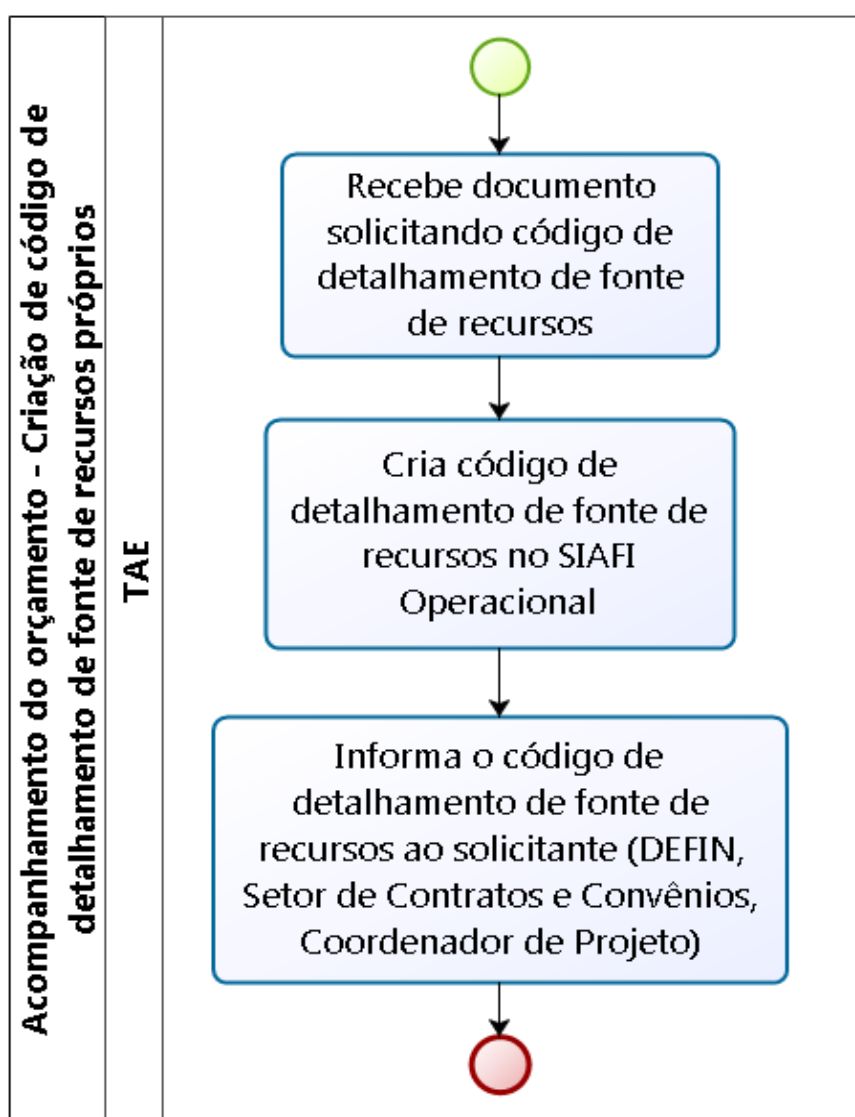 Acompanhamento do orçamento - Criação de código de
detalhamento de fonte de recursos próprios
TAE
Recebe documento
solicitando código de
detalhamento de fonte
de recursos
Cria código de
detalhamento de fonte de
recursos no SIAFI
Operacional
Informa o código de
detalhamento de fonte de
recursos ao solicitante (DEFIN,
Setor de Contratos e Convênios,
Coordenador de Projeto)